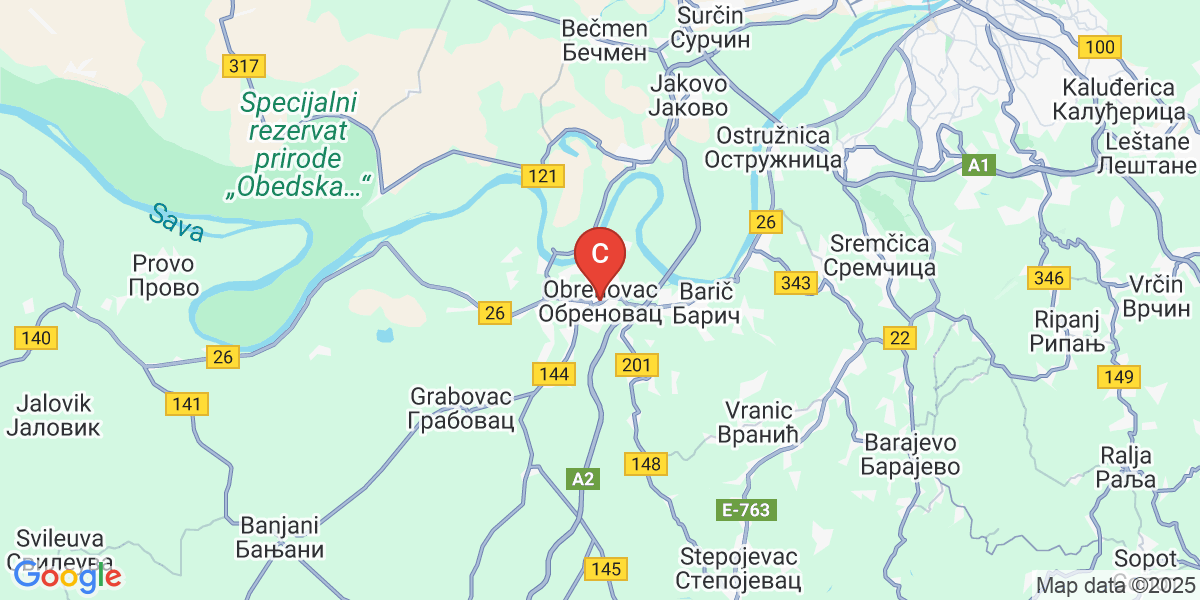 Surčin
Сурчин
Bečmen
Бечмен
100
317
Jakovo
Јаково
Kaluđerica
Калуђерица
Specijalni
rezervat
prirode
„Obedska…“
Ostružnica
Остружница
Leštane
Лештане
A1
121
Sava
26
Sremčica
Сремчица
C
Provo
Прово
346
343
Vrčin
Врчин
Obrenovac
Обреновац
Barič
Барич
26
Ripanj
Рипањ
140
22
26
201
144
149
141
Jalovik
Јаловик
Grabovac
Грабовац
Vranic
Вранић
Barajevo
Барајево
Ralja
Раља
148
A2
E-763
Banjani
Бањани
Svileuva
Свилеува
Stepojevac
Степојевац
Sopot
145
Google
Map data ©2025